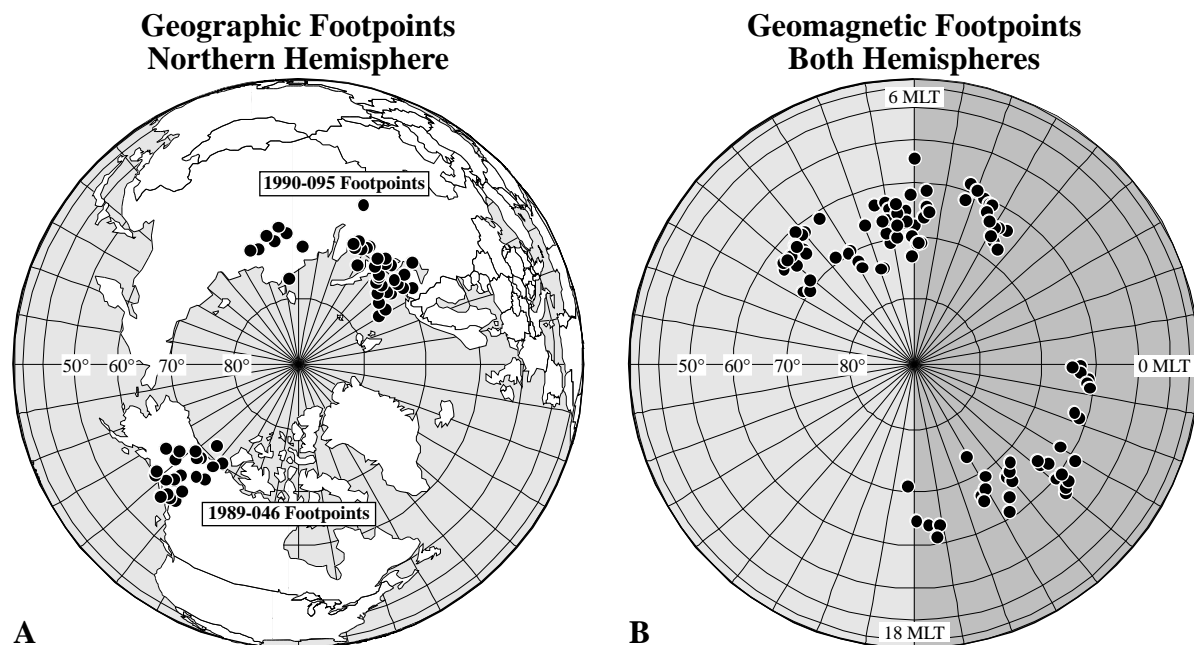 Geographic Footpoints
Northern Hemisphere
1990-095 Footpoints
50° 60° 70° 80°
1989-046 Footpoints
A
Geomagnetic Footpoints
Both Hemispheres
6 MLT
50° 60° 70° 80°
0 MLT
18 MLT
B